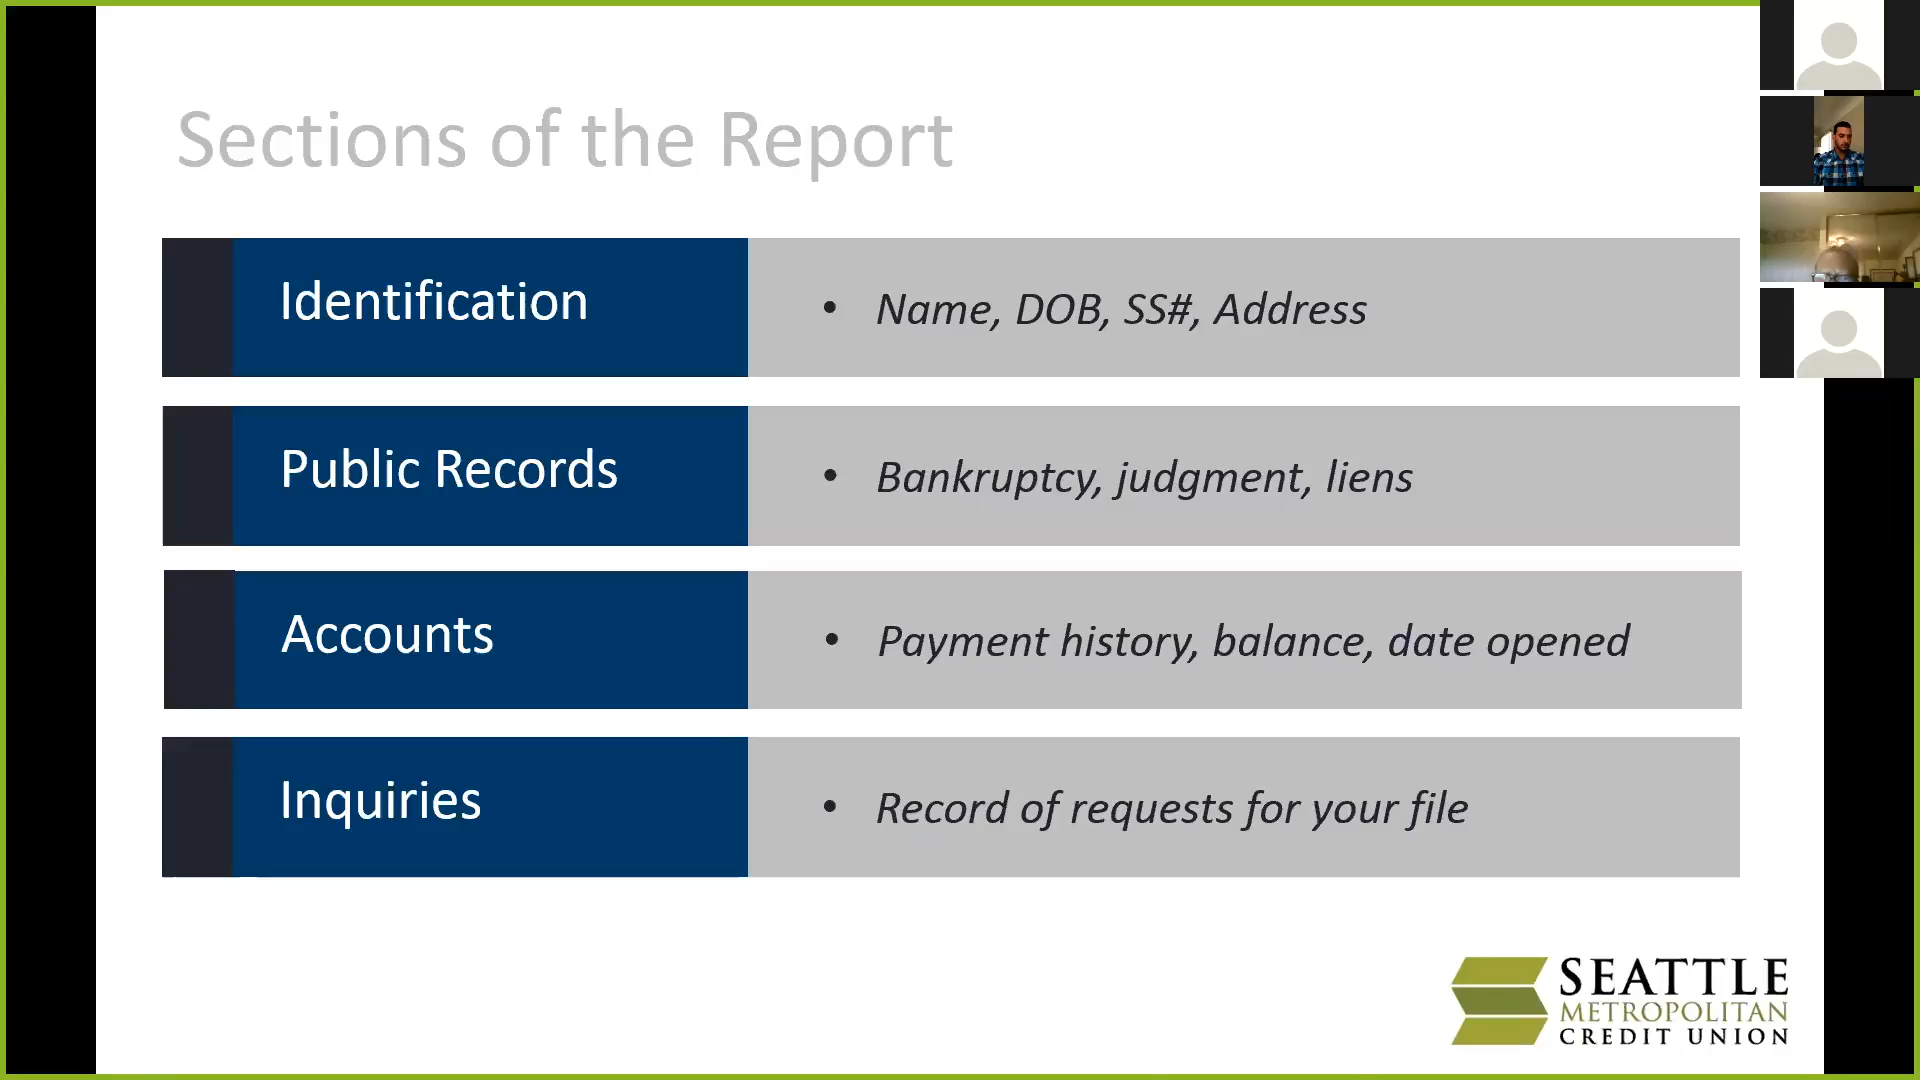 Sections of the Report
Identification
• Name, DOB, SS#, Address
Public Records
• Bankruptcy, judgment, liens
Accounts
• Payment history, balance, date opened
Inquiries
• Record of requests for your file
SEATTLE
METROPOLITAN
CREDIT UNION